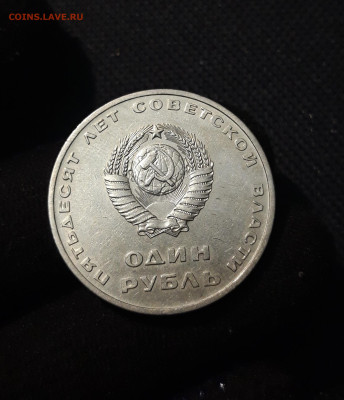 COINS.LAVE.RU
ПЯТЬДЕСЯТ ЛЕТ СОВЕТСКОЙ ВЛАСТИ
ОДИН
РУБЛЬ